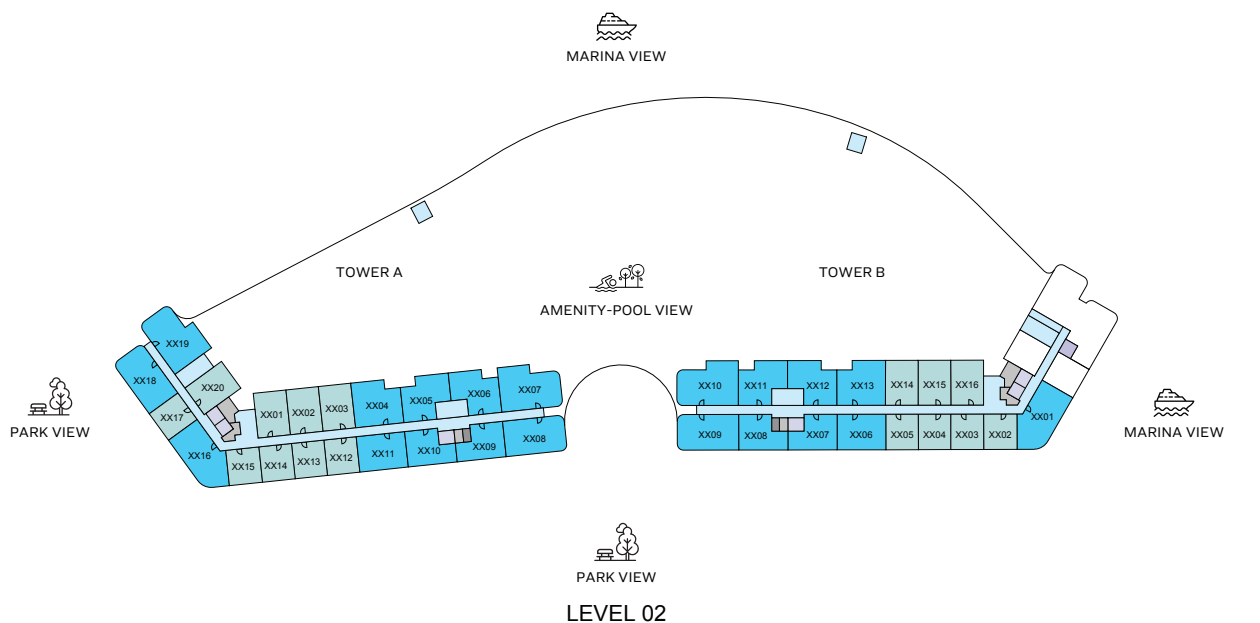 MARINA VIEW
TOWER A
TOWER B
AMENITY-POOL VIEW
XX19
XX18
XX20
XX17
XX16
XX01
XX02
XX03
XX04
XX05
XX06
XX07
XX15
XX14
XX13
XX12
XX11
XX10
XX09
XX08
XX10
XX11
XX12
XX13
XX14
XX15
XX16
XX09
XX08
XX07
XX06
XX05
XX04
XX03
XX02
XX01
PARK VIEW
MARINA VIEW
PARK VIEW
LEVEL 02